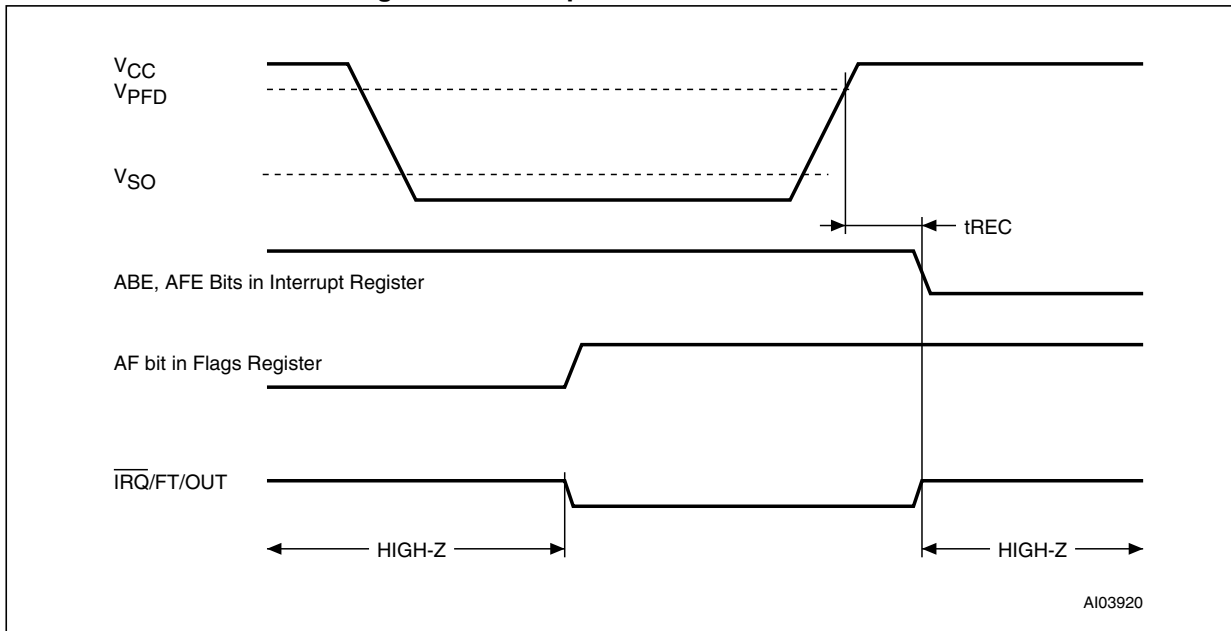 VCC
VPFD
VSO
tREC
ABE, AFE Bits in Interrupt Register
AF bit in Flags Register
IRQ/FT/OUT
HIGH-Z
HIGH-Z
AI03920